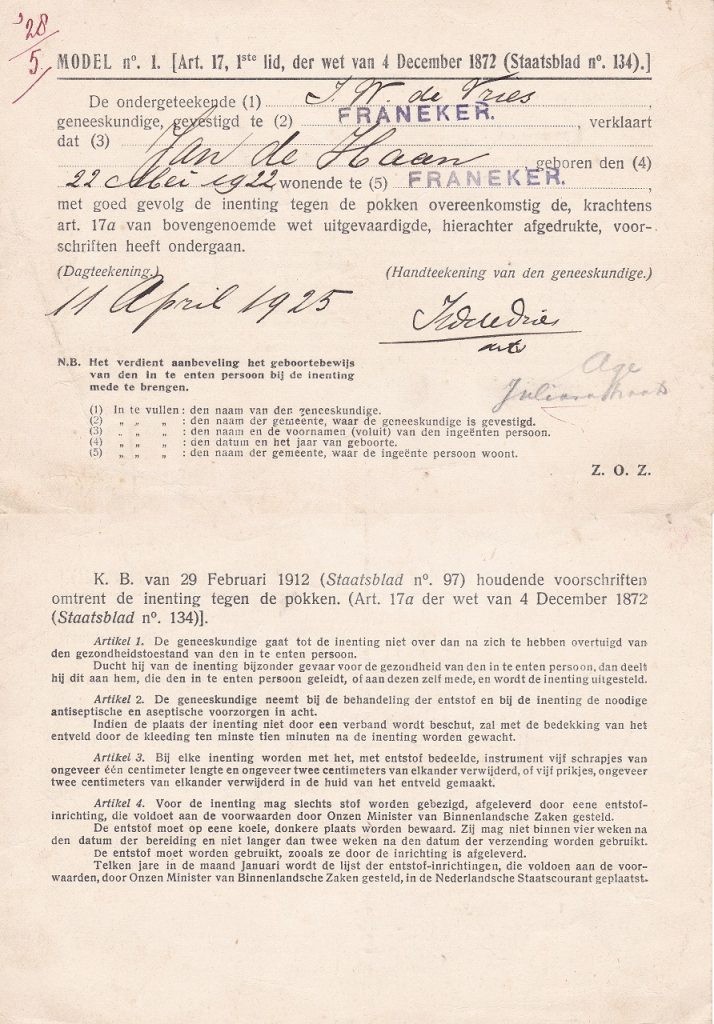 '28
5
MODEL nº. 1. [Art. 17, 1ste lid, der wet van 4 December 1872 (Staatsblad nº. 134).]
De ondergeteekende (1) J. W. de Vries,
geneeskundige, gevestigd te (2) FRANEKER., verklaart
dat (3) Jan de Haan geboren den (4)
22 Mei 1922 wonende te (5) FRANEKER.,
met goed gevolg de inenting tegen de pokken overeenkomstig de, krachtens
art. 17a van bovengenoemde wet uitgevaardigde, hierachter afgedrukte, voor-
schriften heeft ondergaan.
(Dagteekening.) (Handteekening van den geneeskundige.)
11 April 1925 JWdeVries
arts
N.B. Het verdient aanbeveling het geboortebewijs
van den in te enten persoon bij de inenting
mede te brengen.
Age
Julianastraat
(1) In te vullen : den naam van den geneeskundige.
(2) „ „ „ : den naam der gemeente, waar de geneeskundige is gevestigd.
(3) „ „ „ : den naam en de voornamen (voluit) van den ingeënten persoon.
(4) „ „ „ : den datum en het jaar van geboorte.
(5) „ „ „ : den naam der gemeente, waar de ingeënte persoon woont.
Z. O. Z.
K. B. van 29 Februari 1912 (Staatsblad nº. 97) houdende voorschriften
omtrent de inenting tegen de pokken. (Art. 17a der wet van 4 December 1872
(Staatsblad nº. 134)].
Artikel 1. De geneeskundige gaat tot de inenting niet over dan na zich te hebben overtuigd van
den gezondheidstoestand van den in te enten persoon.
Ducht hij van de inenting bijzonder gevaar voor de gezondheid van den in te enten persoon, dan deelt
hij dit aan hem, die den in te enten persoon geleidt, of aan dezen zelf mede, en wordt de inenting uitgesteld.
Artikel 2. De geneeskundige neemt bij de behandeling der entstof en bij de inenting de noodige
antiseptische en aseptische voorzorgen in acht.
Indien de plaats der inenting niet door een verband wordt beschut, zal met de bedekking van het
entveld door de kleeding ten minste tien minuten na de inenting worden gewacht.
Artikel 3. Bij elke inenting worden met het, met entstof bedeelde, instrument vijf schrapjes van
ongeveer één centimeter lengte en ongeveer twee centimeters van elkander verwijderd, of vijf prikjes, ongeveer
twee centimeters van elkander verwijderd in de huid van het entveld gemaakt.
Artikel 4. Voor de inenting mag slechts stof worden gebezigd, afgeleverd door eene entstof-
inrichting, die voldoet aan de voorwaarden door Onzen Minister van Binnenlandsche Zaken gesteld.
De entstof moet op eene koele, donkere plaats worden bewaard. Zij mag niet binnen vier weken na
den datum der bereiding en niet langer dan twee weken na den datum der verzending worden gebruikt.
De entstof moet worden gebruikt, zooals ze door de inrichting is afgeleverd.
Telken jare in de maand Januari wordt de lijst der entstof-inrichtingen, die voldoen aan de voor-
waarden, door Onzen Minister van Binnenlandsche Zaken gesteld, in de Nederlandsche Staatscourant geplaatst.